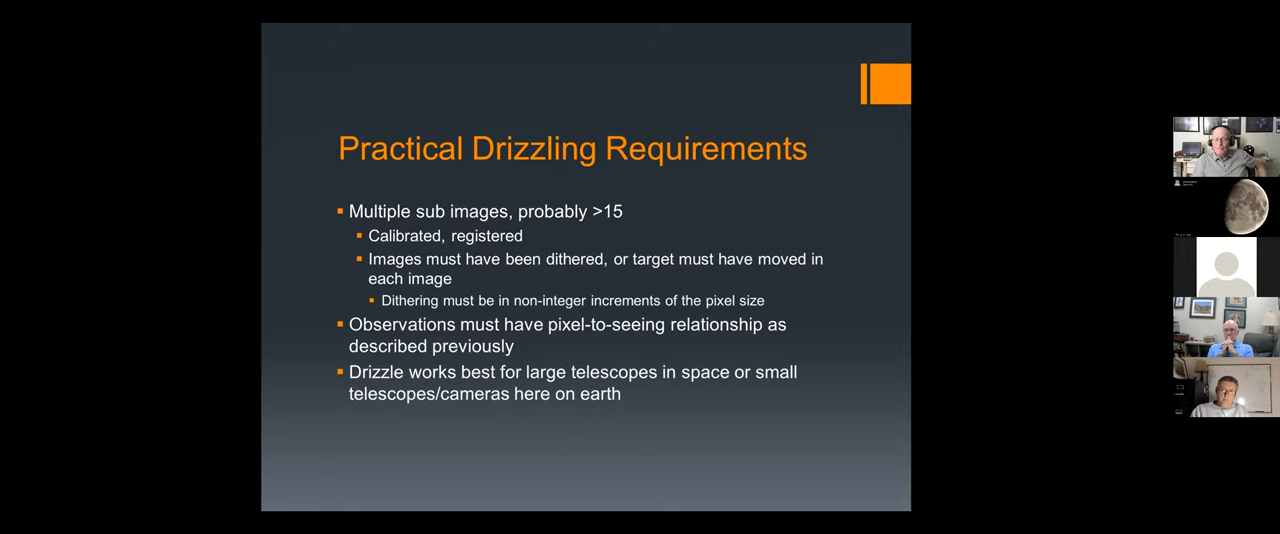 Practical Drizzling Requirements
Multiple sub images, probably >15
Calibrated, registered
Images must have been dithered, or target must have moved in
each image
Dithering must be in non-integer increments of the pixel size
Observations must have pixel-to-seeing relationship as
described previously
Drizzle works best for large telescopes in space or small
telescopes/cameras here on earth